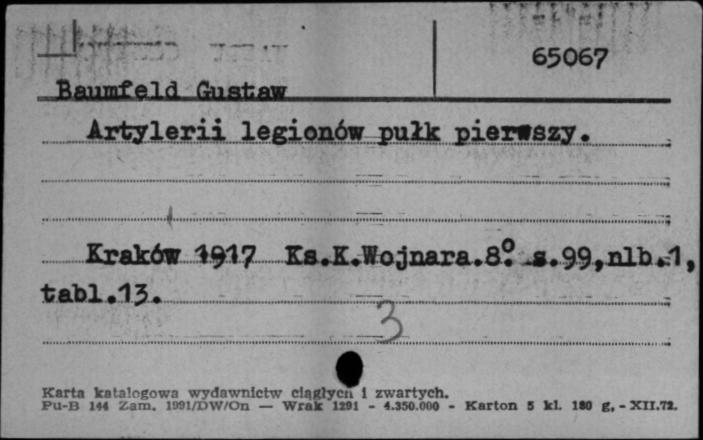 65067
Baumfeld Gustaw
Artylerii legionów pułk pierwszy.
Kraków 1917 Ks.K.Wojnara.8° s.99,nlb.1,
tabl.13.
3
Karta katalogowa wydawnictw ciągłych i zwartych.
Pu-B 144 Zam. 1991/DW/On — Wrak 1291 - 4.350.000 - Karton 5 kl. 180 g, - XII.72.